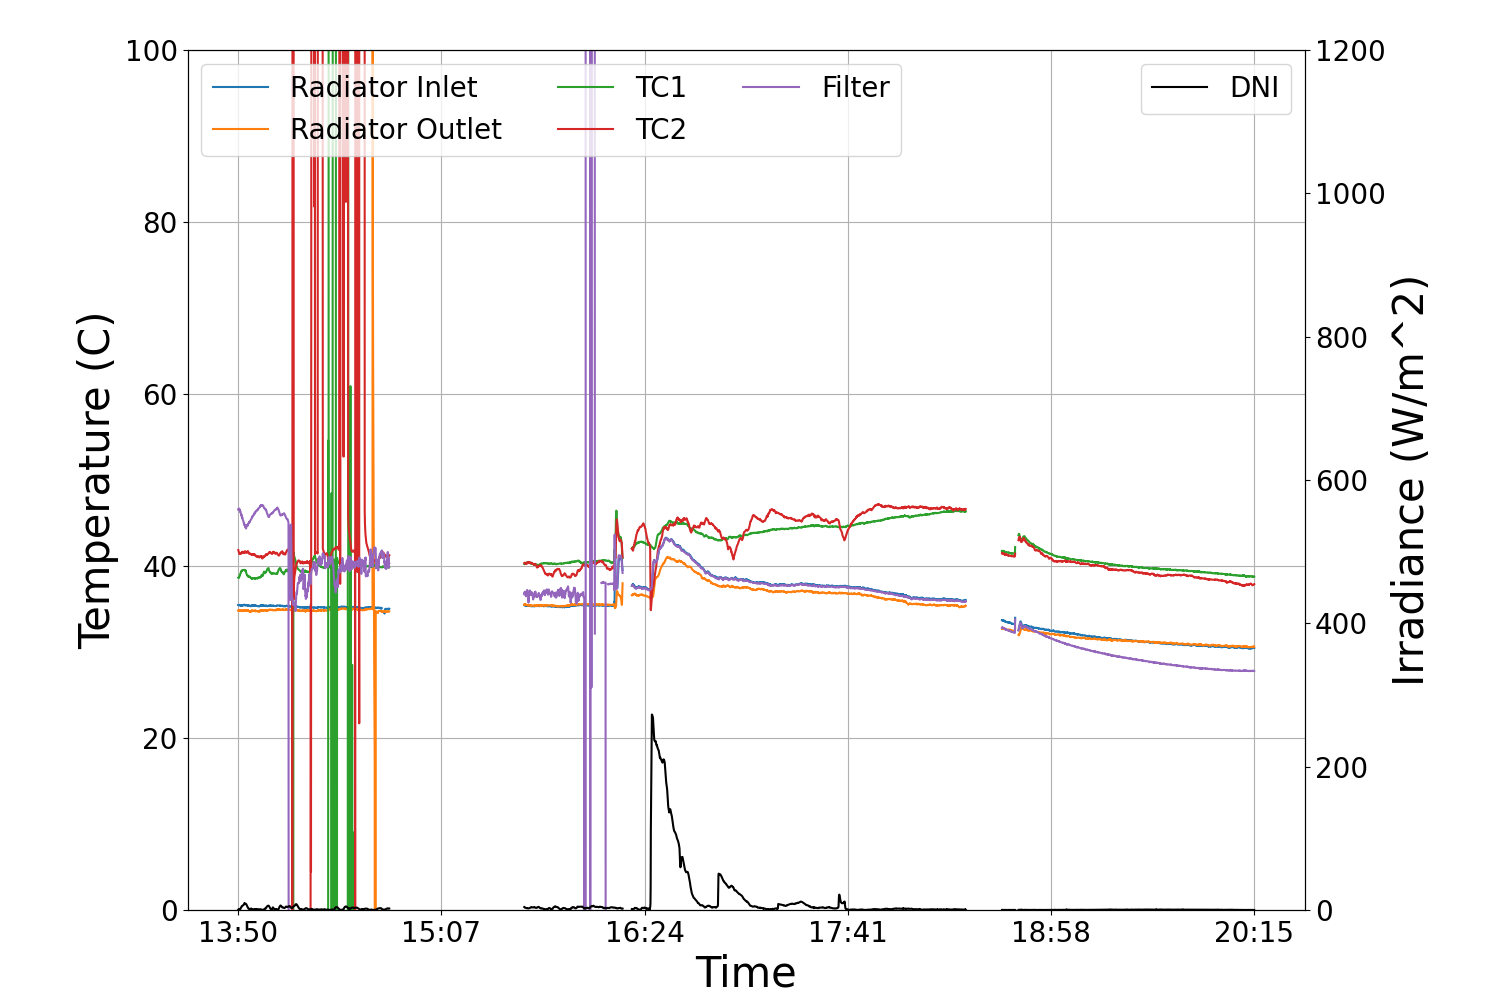 100
80
60
40
20
0
Temperature (C)
Radiator Inlet
Radiator Outlet
TC1
TC2
Filter
DNI
1200
1000
800
600
400
200
0
Irradiance (W/m^2)
13:50 15:07 16:24 17:41 18:58 20:15
Time